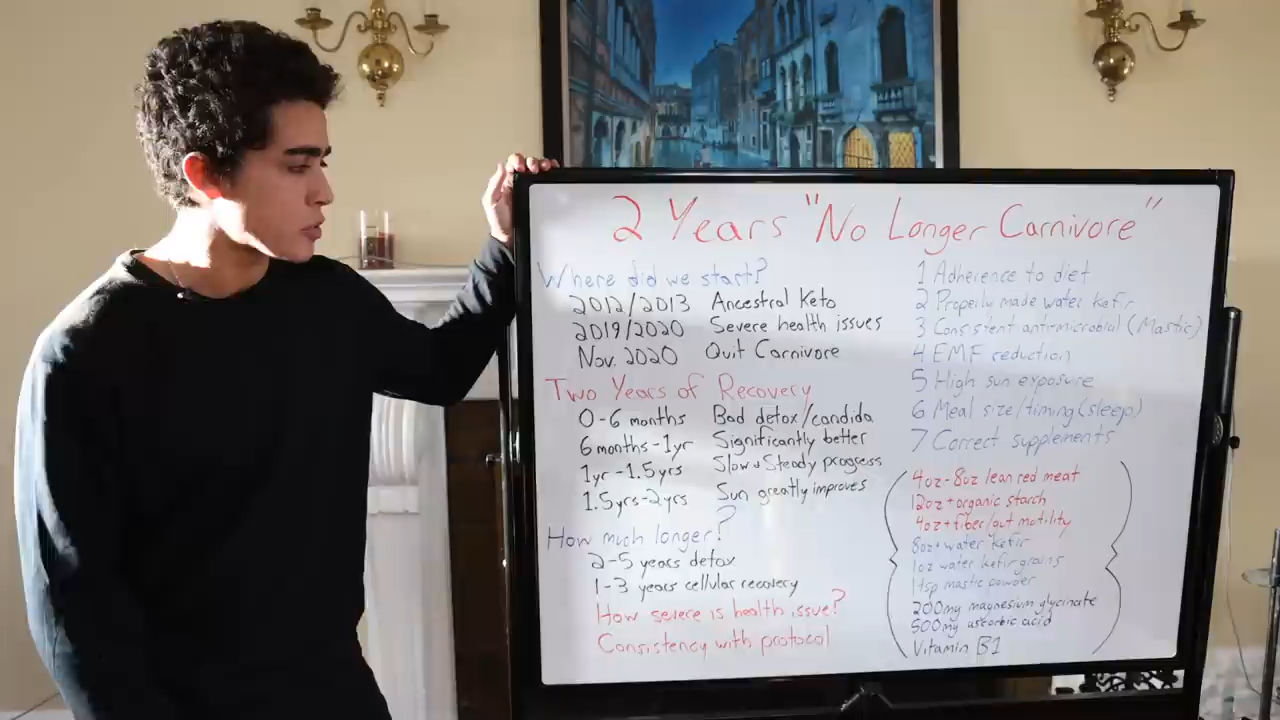 2 Years "No Longer Carnivore"
Where did we start?
2012/2013 Ancestral Keto
2019/2020 Severe health issues
Nov. 2020 Quit Carnivore
Two Years of Recovery
0-6 months Bad detox/candida
6 months-1yr Significantly better
1yr-1.5yrs Slow + Steady progress
1.5yrs-2yrs Sun greatly improves
How much longer?
2-5 years detox
1-3 years cellular recovery
How severe is health issue?
Consistency with protocol
1 Adherence to diet
2 Properly made water kefir
3 Consistent antimicrobial (Mastic)
4 EMF reduction
5 High sun exposure
6 Meal size/timing (sleep)
7 Correct supplements
4oz-8oz lean red meat
12oz+ organic starch
4oz+ fiber/gut motility
8oz+ water kefir
1oz water kefir grains
1 tsp mastic powder
200mg magnesium glycinate
500mg ascorbic acid
Vitamin B1